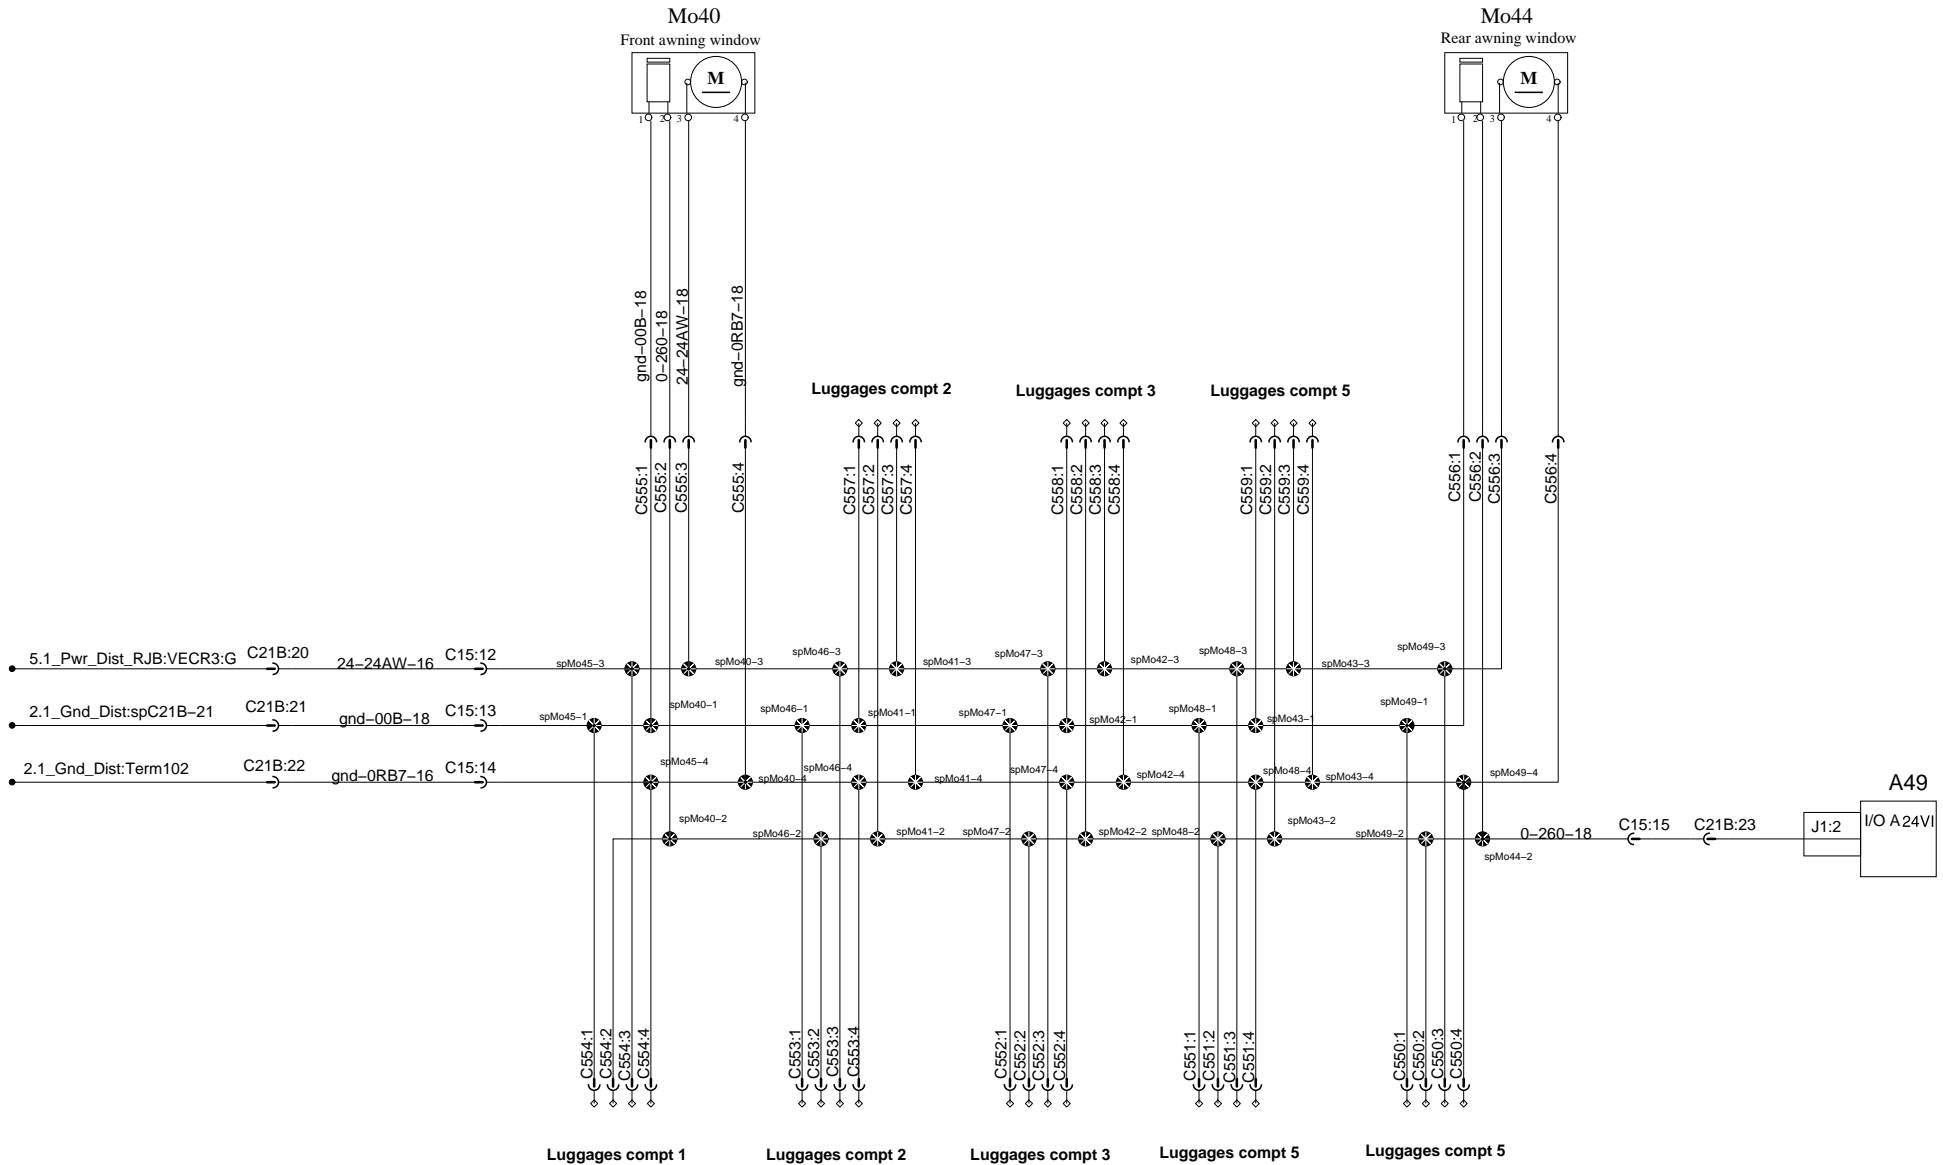 Mo40
Front awning window
M
1 2 3 4
Mo44
Rear awning window
M
1 2 3 4
gnd-00B-18
0-260-18
24-24AW-18
gnd-0RB7-18
Luggages compt 2
Luggages compt 3
Luggages compt 5
C555:1
C555:2
C555:3
C555:4
C557:1
C557:2
C557:3
C557:4
C558:1
C558:2
C558:3
C558:4
C559:1
C559:2
C559:3
C559:4
C556:1
C556:2
C556:3
C556:4
5.1_Pwr_Dist_RJB:VECR3:G
C21B:20
24-24AW-16
C15:12
spMo45-3
spMo40-3
spMo46-3
spMo41-3
spMo47-3
spMo42-3
spMo48-3
spMo43-3
spMo49-3
2.1_Gnd_Dist:spC21B-21
C21B:21
gnd-00B-18
C15:13
spMo45-1
spMo40-1
spMo46-1
spMo41-1
spMo47-1
spMo42-1
spMo48-1
spMo43-1
spMo49-1
2.1_Gnd_Dist:Term102
C21B:22
gnd-0RB7-16
C15:14
spMo45-4
spMo40-4
spMo46-4
spMo41-4
spMo47-4
spMo42-4
spMo48-4
spMo43-4
spMo49-4
spMo40-2
spMo46-2
spMo41-2
spMo47-2
spMo42-2
spMo48-2
spMo43-2
spMo49-2
spMo44-2
0-260-18
C15:15
C21B:23
J1:2
A49
I/O A 24VI
C554:1
C554:2
C554:3
C554:4
C553:1
C553:2
C553:3
C553:4
C552:1
C552:2
C552:3
C552:4
C551:1
C551:2
C551:3
C551:4
C550:1
C550:2
C550:3
C550:4
Luggages compt 1
Luggages compt 2
Luggages compt 3
Luggages compt 5
Luggages compt 5